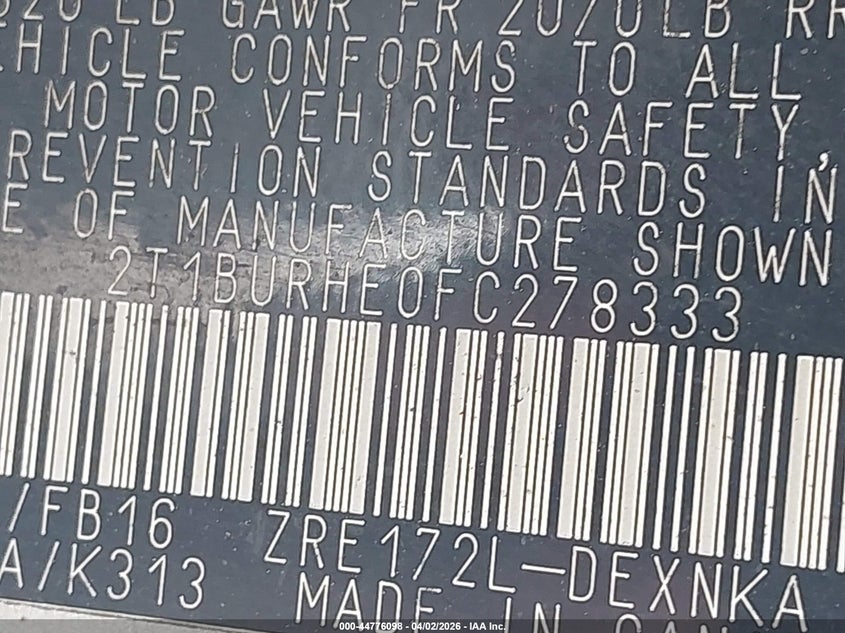 LB GAWR FR 2070LB RR
HICLE CONFORMS TO ALL
MOTOR VEHICLE SAFETY,
REVENTION STANDARDS IN
E OF MANUFACTURE SHOWN
2T1BURHE0FC278333
/FB16 ZRE172L-DEXNKA
A/K313 MADE IN CAN
000-44776098 - 04/02/2026 - IAA Inc.